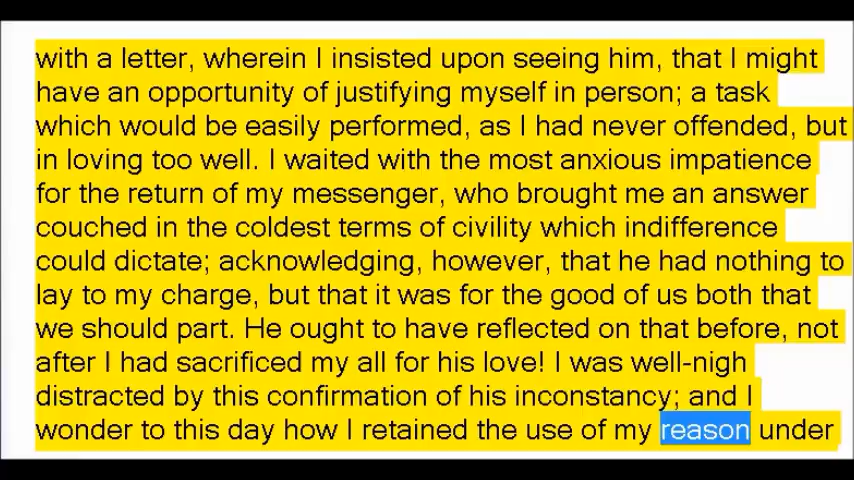 with a letter, wherein I insisted upon seeing him, that I might
have an opportunity of justifying myself in person; a task
which would be easily performed, as I had never offended, but
in loving too well. I waited with the most anxious impatience
for the return of my messenger, who brought me an answer
couched in the coldest terms of civility which indifference
could dictate; acknowledging, however, that he had nothing to
lay to my charge, but that it was for the good of us both that
we should part. He ought to have reflected on that before, not
after I had sacrificed my all for his love! I was well-nigh
distracted by this confirmation of his inconstancy; and I
wonder to this day how I retained the use of my reason under